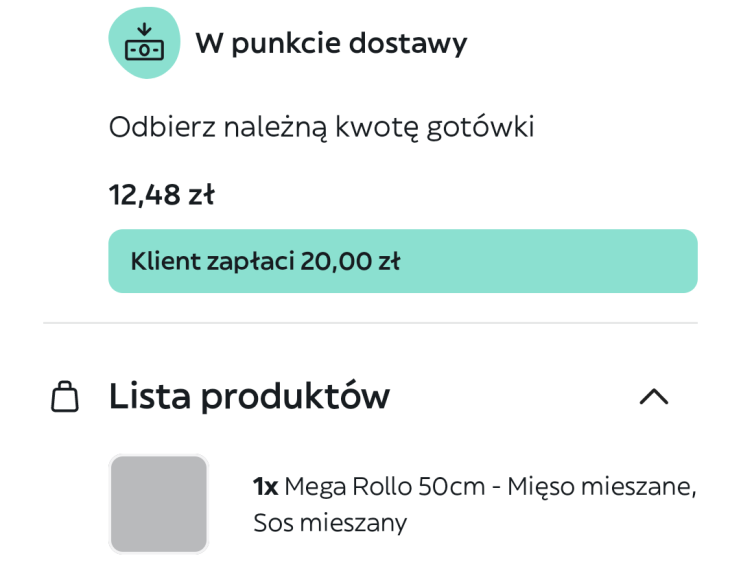 W punkcie dostawy
Odbierz należną kwotę gotówki
12,48 zł
Klient zapłaci 20,00 zł
Lista produktów
1x Mega Rollo 50cm - Mięso mieszane,
Sos mieszany